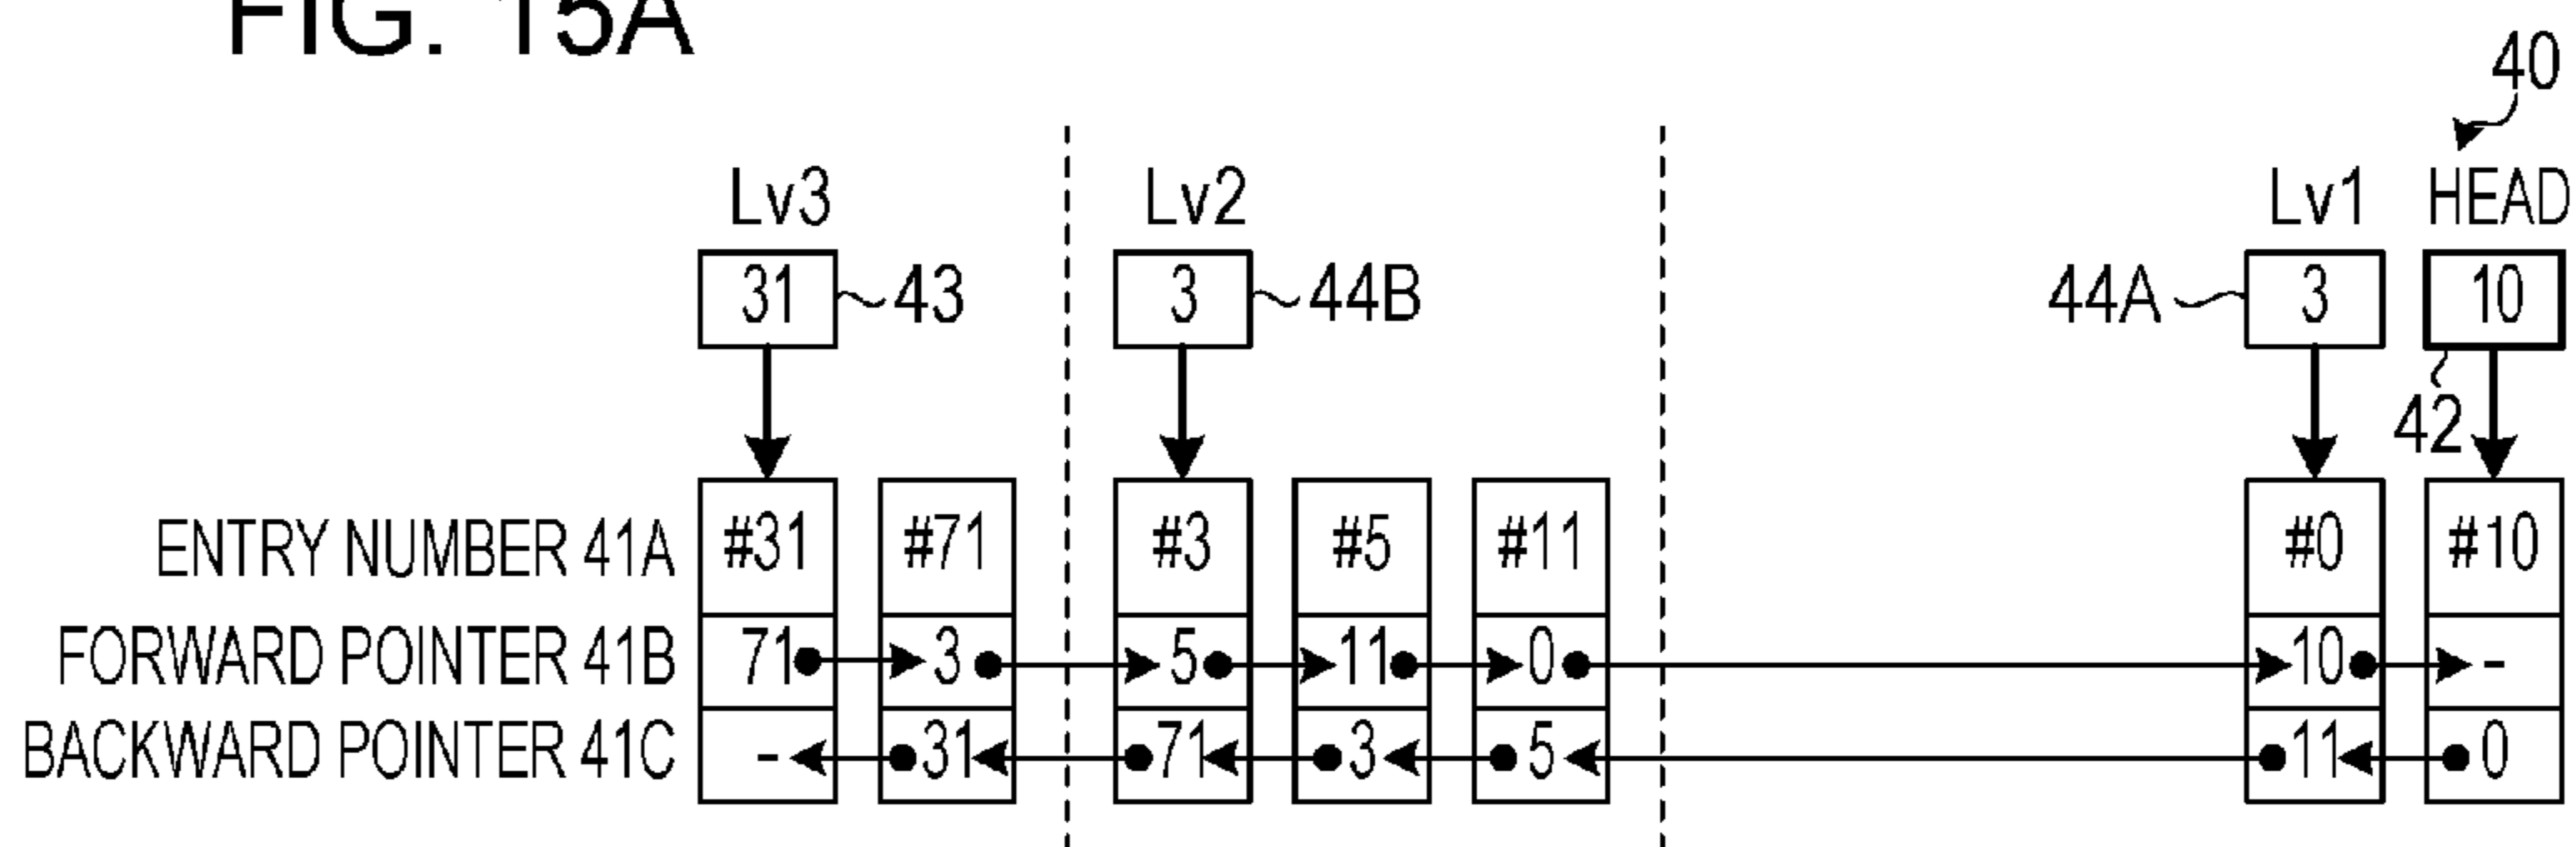 FIG. 15A
40
Lv3 Lv2 Lv1 HEAD
31 43 3 44B 44A 3 10
42
ENTRY NUMBER 41A #31 #71 #3 #5 #11 #0 #10
FORWARD POINTER 41B 71 3 5 11 0 10 -
BACKWARD POINTER 41C - 31 71 3 5 11 0